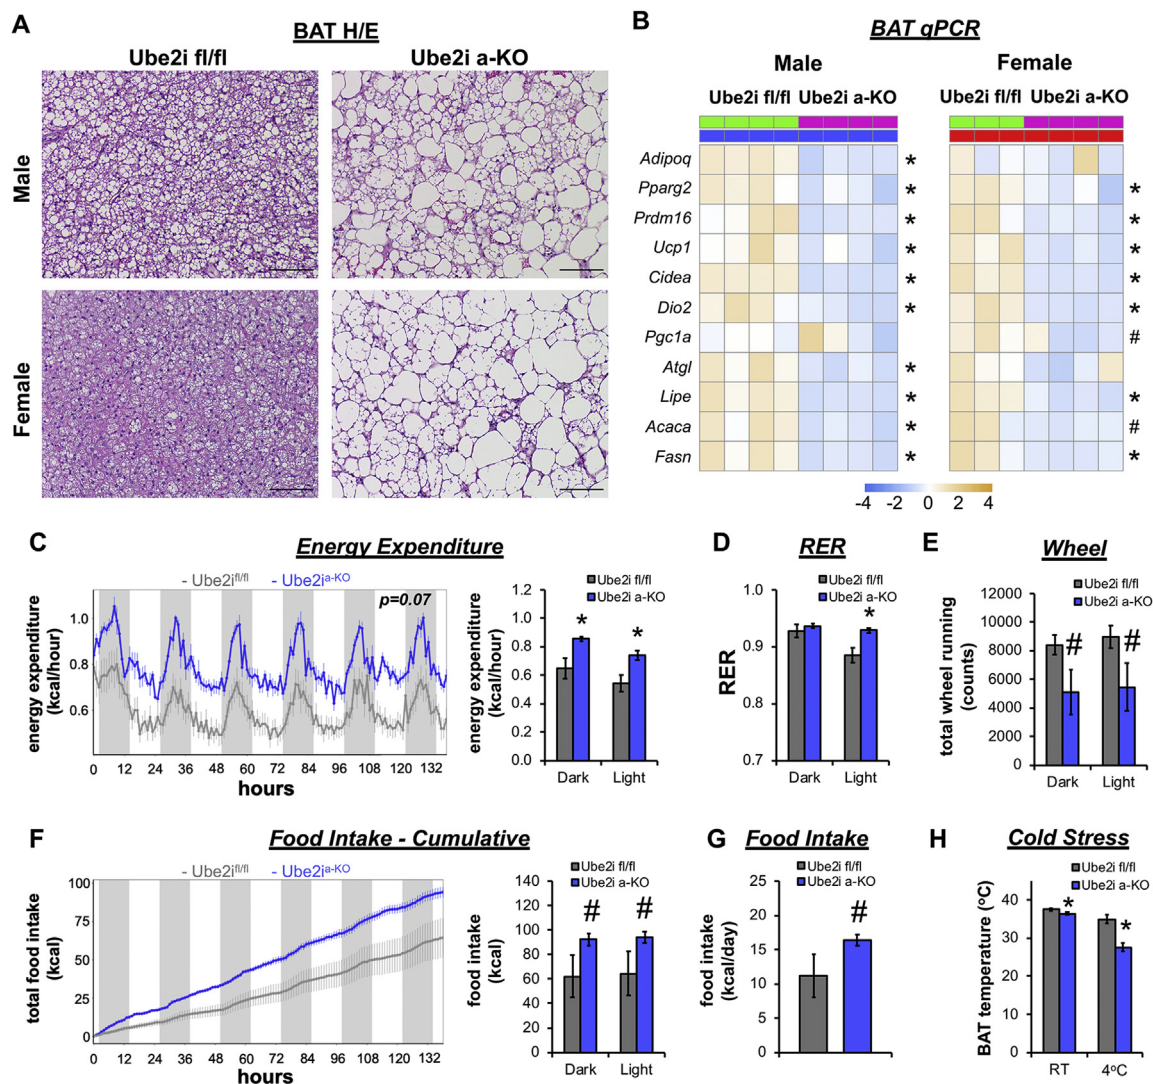 A
BAT H/E
Ube2i fl/fl
Ube2i a-KO
Male
Female
B
BAT qPCR
Male
Female
Ube2i fl/fl
Ube2i a-KO
Ube2i fl/fl
Ube2i a-KO
Adipoq
*
Pparg2
*
*
Prdm16
*
*
Ucp1
*
*
Cidea
*
*
Dio2
*
*
Pgc1a
#
Atgl
*
Lipe
*
*
Acaca
*
#
Fasn
*
*
-4
-2
0
2
4
C
Energy Expenditure
- Ube2ifl/fl
- Ube2ia-KO
p=0.07
energy expenditure
(kcal/hour)
1.0
0.8
0.6
0
12
24
36
48
60
72
84
96
108
120
132
hours
Ube2i fl/fl
Ube2i a-KO
energy expenditure
(kcal/hour)
1.2
1.0
0.8
0.6
0.4
0.2
0.0
*
*
Dark
Light
D
RER
Ube2i fl/fl
Ube2i a-KO
RER
1.0
0.9
0.8
0.7
*
Dark
Light
E
Wheel
Ube2i fl/fl
Ube2i a-KO
total wheel running
(counts)
12000
10000
8000
6000
4000
2000
0
#
#
Dark
Light
F
Food Intake - Cumulative
- Ube2ifl/fl
- Ube2ia-KO
total food intake
(kcal)
100
75
50
25
0
0
12
24
36
48
60
72
84
96
108
120
132
hours
Ube2i fl/fl
Ube2i a-KO
food intake
(kcal)
140
120
100
80
60
40
20
0
#
#
Dark
Light
G
Food Intake
Ube2i fl/fl
Ube2i a-KO
food intake
(kcal/day)
25
20
15
10
5
0
#
H
Cold Stress
Ube2i fl/fl
Ube2i a-KO
BAT temperature (ºC)
50
40
30
20
10
0
*
*
RT
4ºC